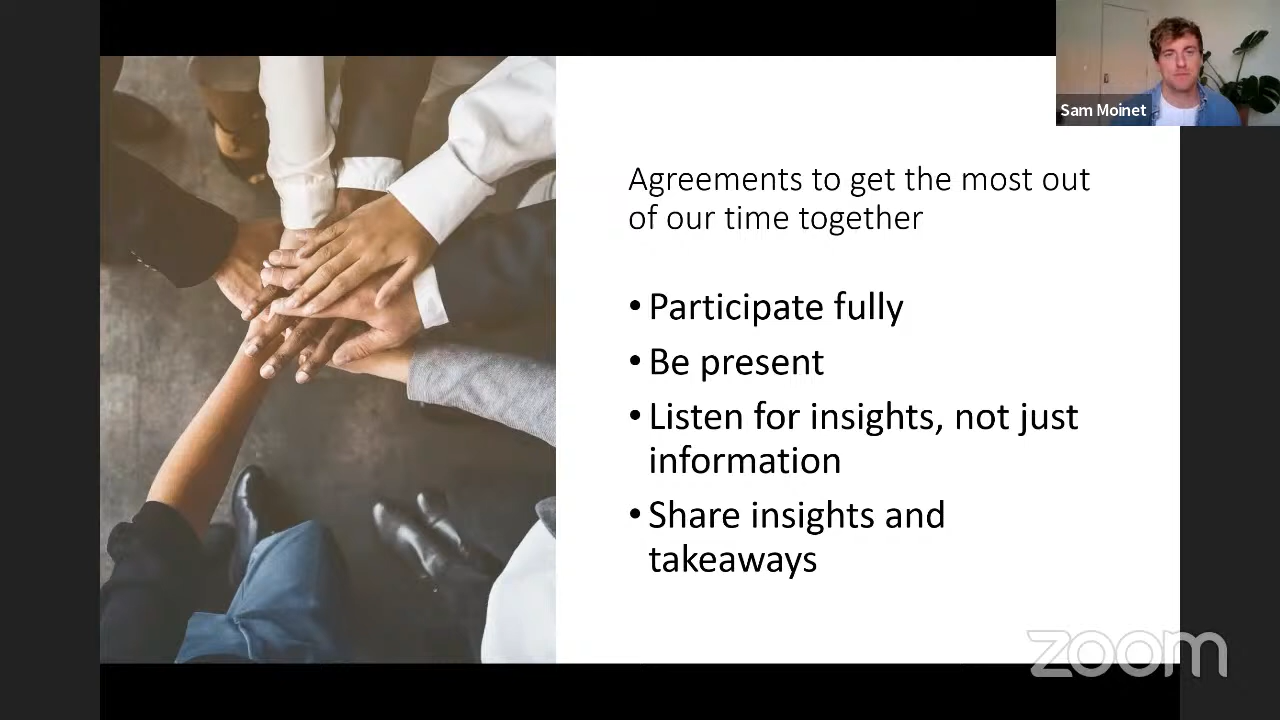 Sam Moinet
Agreements to get the most out
of our time together
• Participate fully
• Be present
• Listen for insights, not just
information
• Share insights and
takeaways
zoom